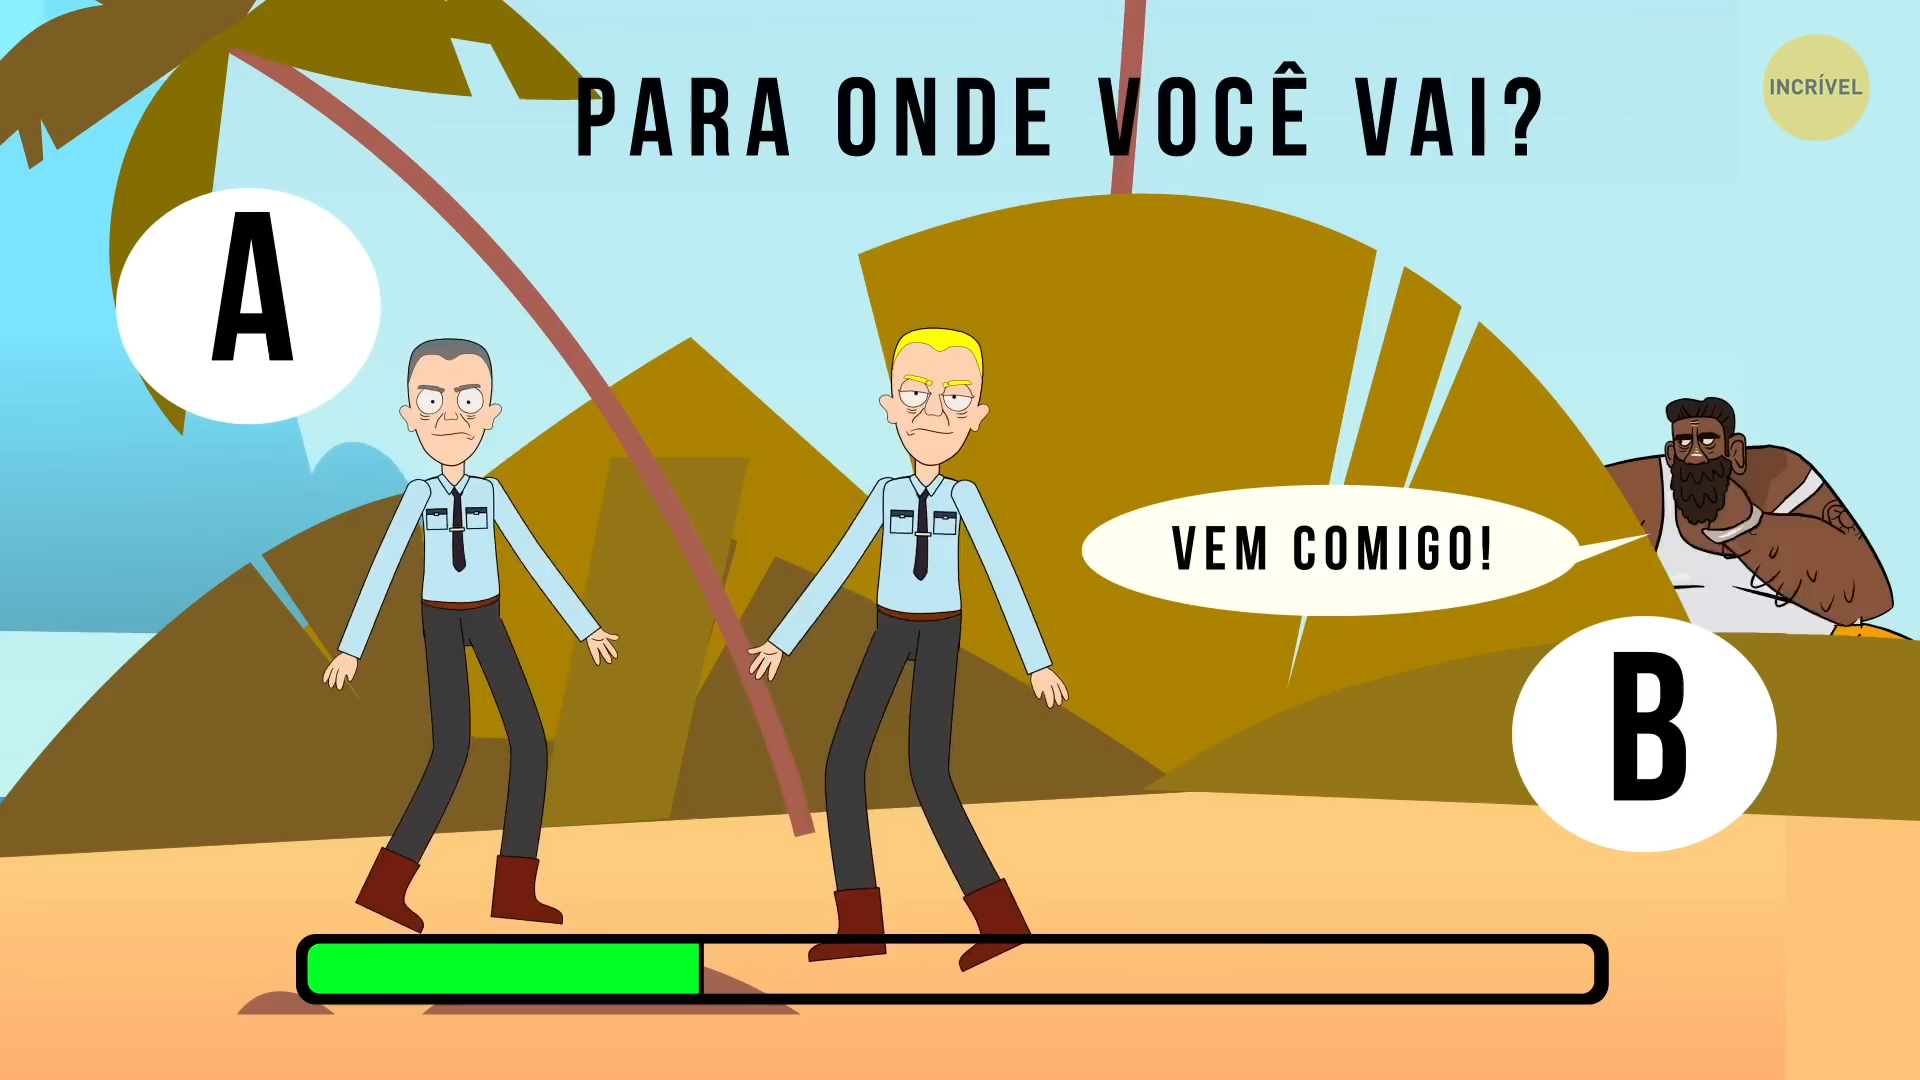 PARA ONDE VOCÊ VAI?
INCRÍVEL
A
VEM COMIGO!
B